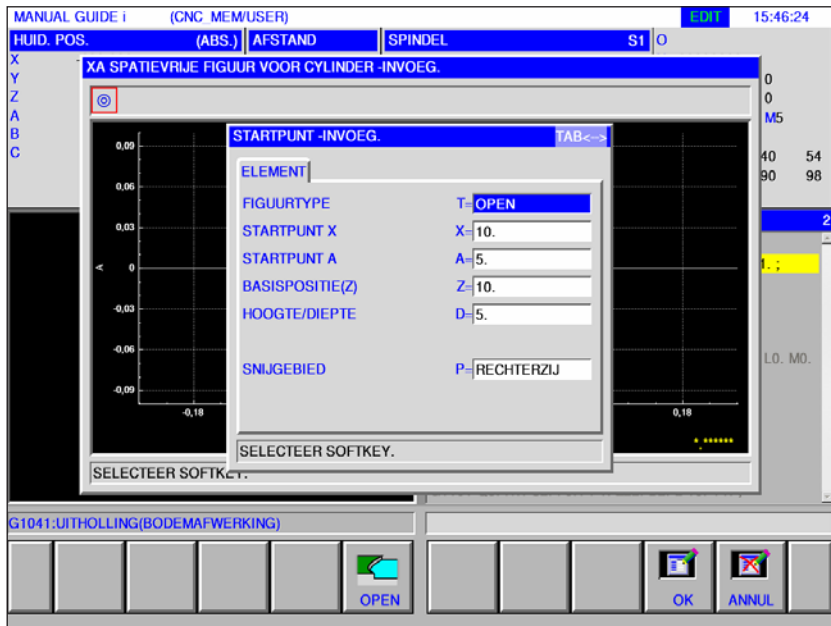 MANUAL GUIDE i (CNC_MEM/USER) EDIT 15:46:24
HUID. POS. (ABS.) AFSTAND SPINDEL S1 O
X
Y
Z
A
B
C
0
0
M5
40 54
90 98
2
1. ;
L0. M0.
XA SPATIEVRIJE FIGUUR VOOR CYLINDER -INVOEG.
0,09
0,06
0,03
A
0
-0,03
-0,06
-0,09
-0,18 0,18
*.******
STARTPUNT -INVOEG. TAB<->
ELEMENT
FIGUURTYPE T= OPEN
STARTPUNT X X= 10.
STARTPUNT A A= 5.
BASISPOSITIE(Z) Z= 10.
HOOGTE/DIEPTE D= 5.
SNIJGEBIED P= RECHTERZIJ
SELECTEER SOFTKEY.
SELECTEER SOFTKEY.
G1041:UITHOLLING(BODEMAFWERKING)
OPEN OK ANNUL